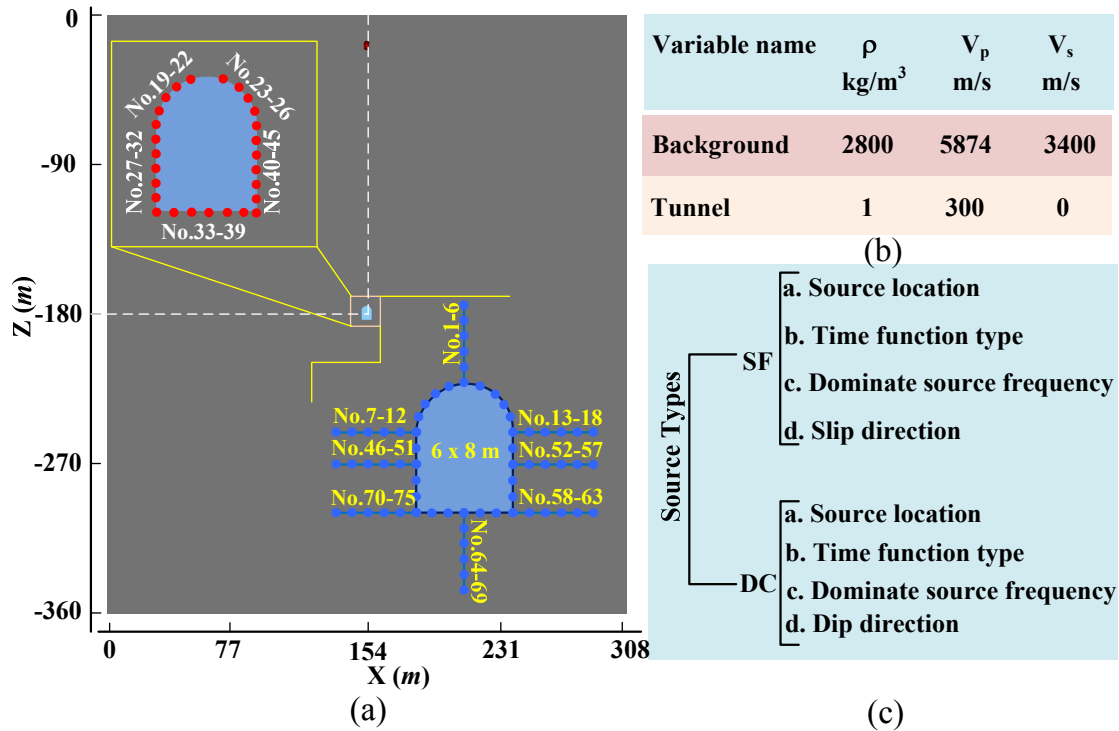 0
-90
-180
-270
-360
Z (m)
0
77
154
231
308
X (m)
No.19-22
No.23-26
No.27-32
No.40-45
No.33-39
No.1-6
No.7-12
No.13-18
No.46-51
6 x 8 m
No.52-57
No.70-75
No.58-63
No.64-69
(a)
Variable name ρ Vp Vs
kg/m³ m/s m/s
Background 2800 5874 3400
Tunnel 1 300 0
(b)
Source Types
SF
a. Source location
b. Time function type
c. Dominate source frequency
d. Slip direction
DC
a. Source location
b. Time function type
c. Dominate source frequency
d. Dip direction
(c)